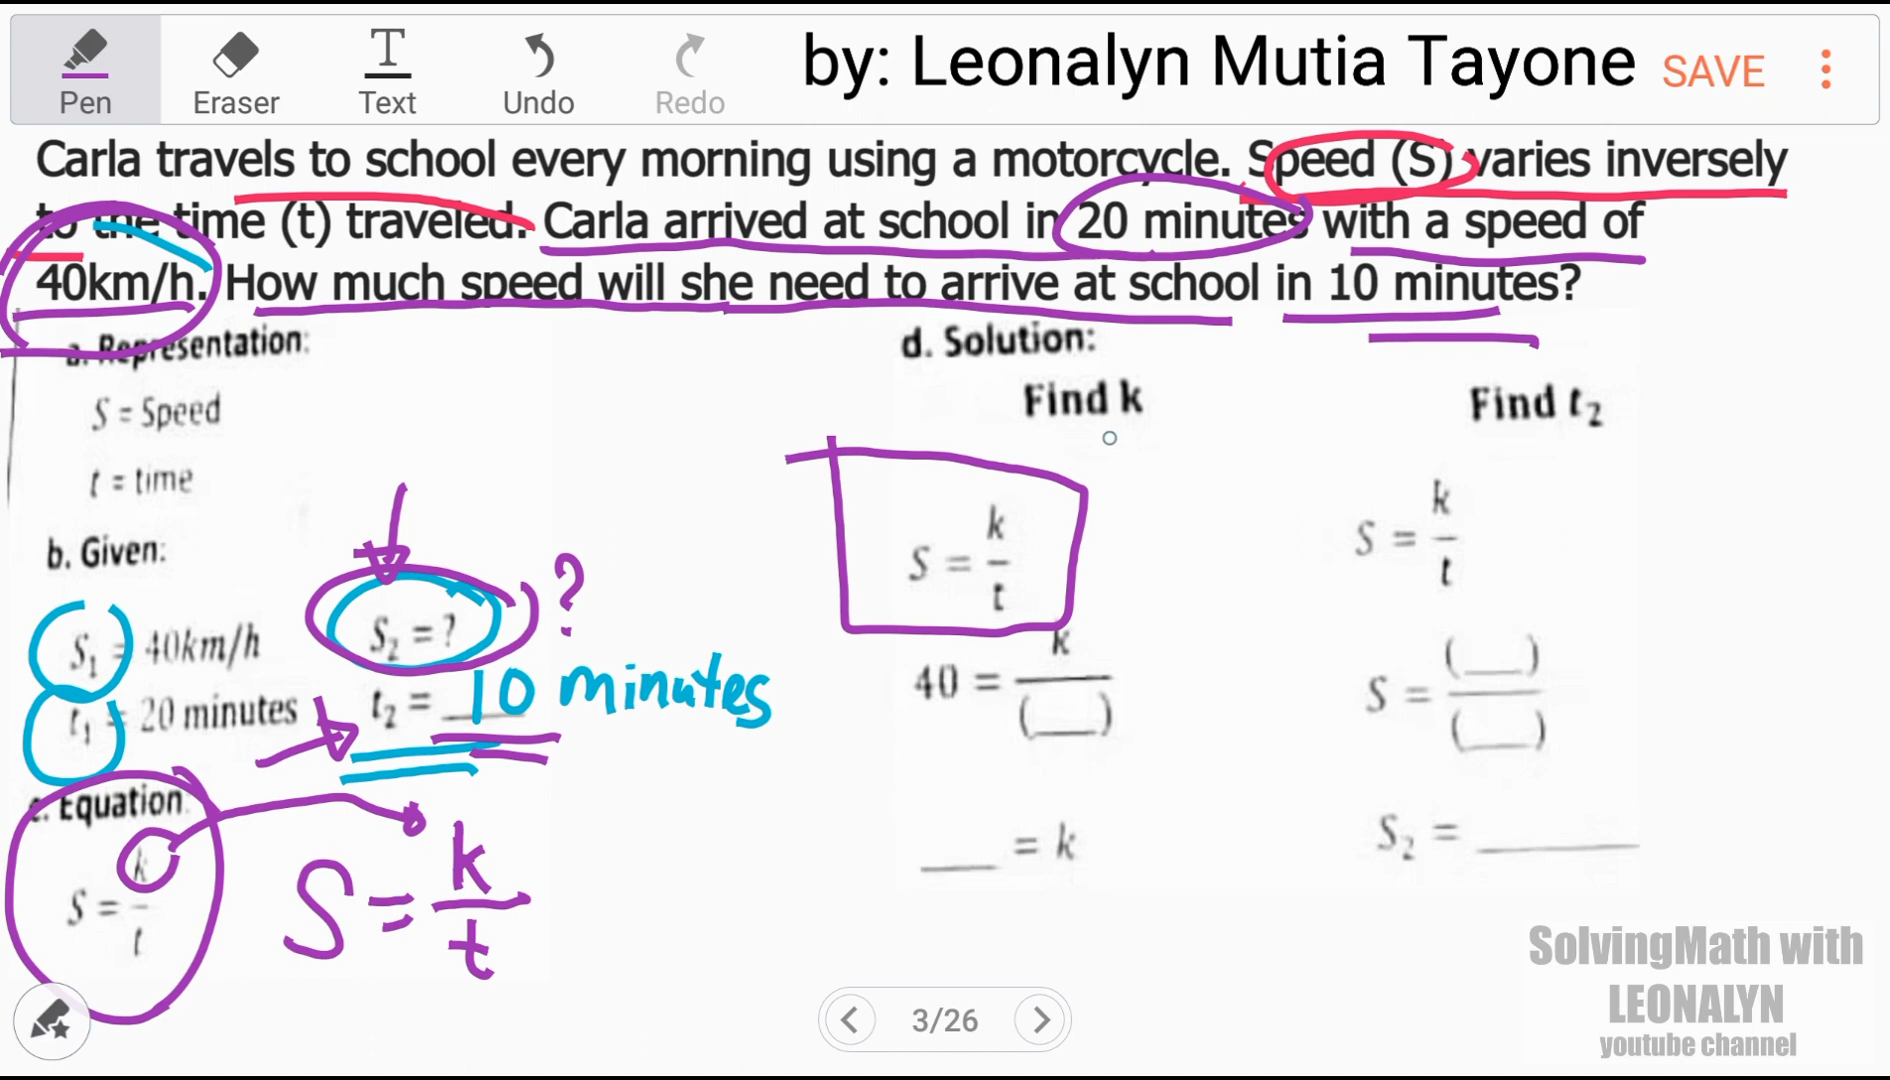 Pen
Eraser
T
Text
Undo
Redo
by: Leonalyn Mutia Tayone
SAVE
Carla travels to school every morning using a motorcycle. Speed (S) varies inversely
to the time (t) traveled. Carla arrived at school in 20 minutes with a speed of
40km/h. How much speed will she need to arrive at school in 10 minutes?
a. Representation:
S = Speed
t = time
b. Given:
S₁ = 40km/h
S₂ = ?
?
t₁ = 20 minutes
t₂ = ___ 10 minutes
c. Equation:
S = k/t
S = k/t
d. Solution:
Find k
S = k/t
40 = k/(__)
___ = k
Find t₂
S = k/t
S = (__)/(__)
S₂ = ______
3/26
SolvingMath with
LEONALYN
youtube channel